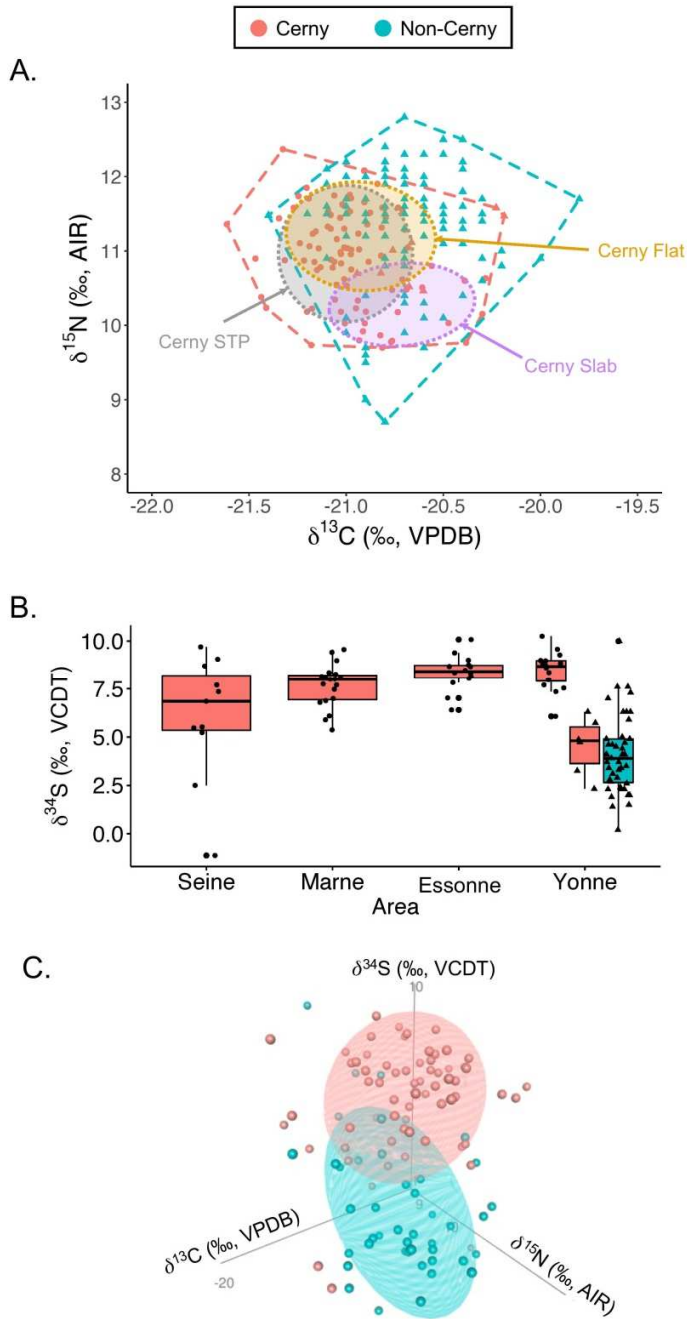 Cerny Non-Cerny
A.
δ¹⁵N (‰, AIR)
13
12
11
10
9
8
Cerny Flat
Cerny STP
Cerny Slab
-22.0 -21.5 -21.0 -20.5 -20.0 -19.5
δ¹³C (‰, VPDB)
B.
δ³⁴S (‰, VCDT)
10.0
7.5
5.0
2.5
0.0
Seine Marne Essonne Yonne
Area
C.
δ³⁴S (‰, VCDT)
10
9
δ¹³C (‰, VPDB)
-20
δ¹⁵N (‰, AIR)